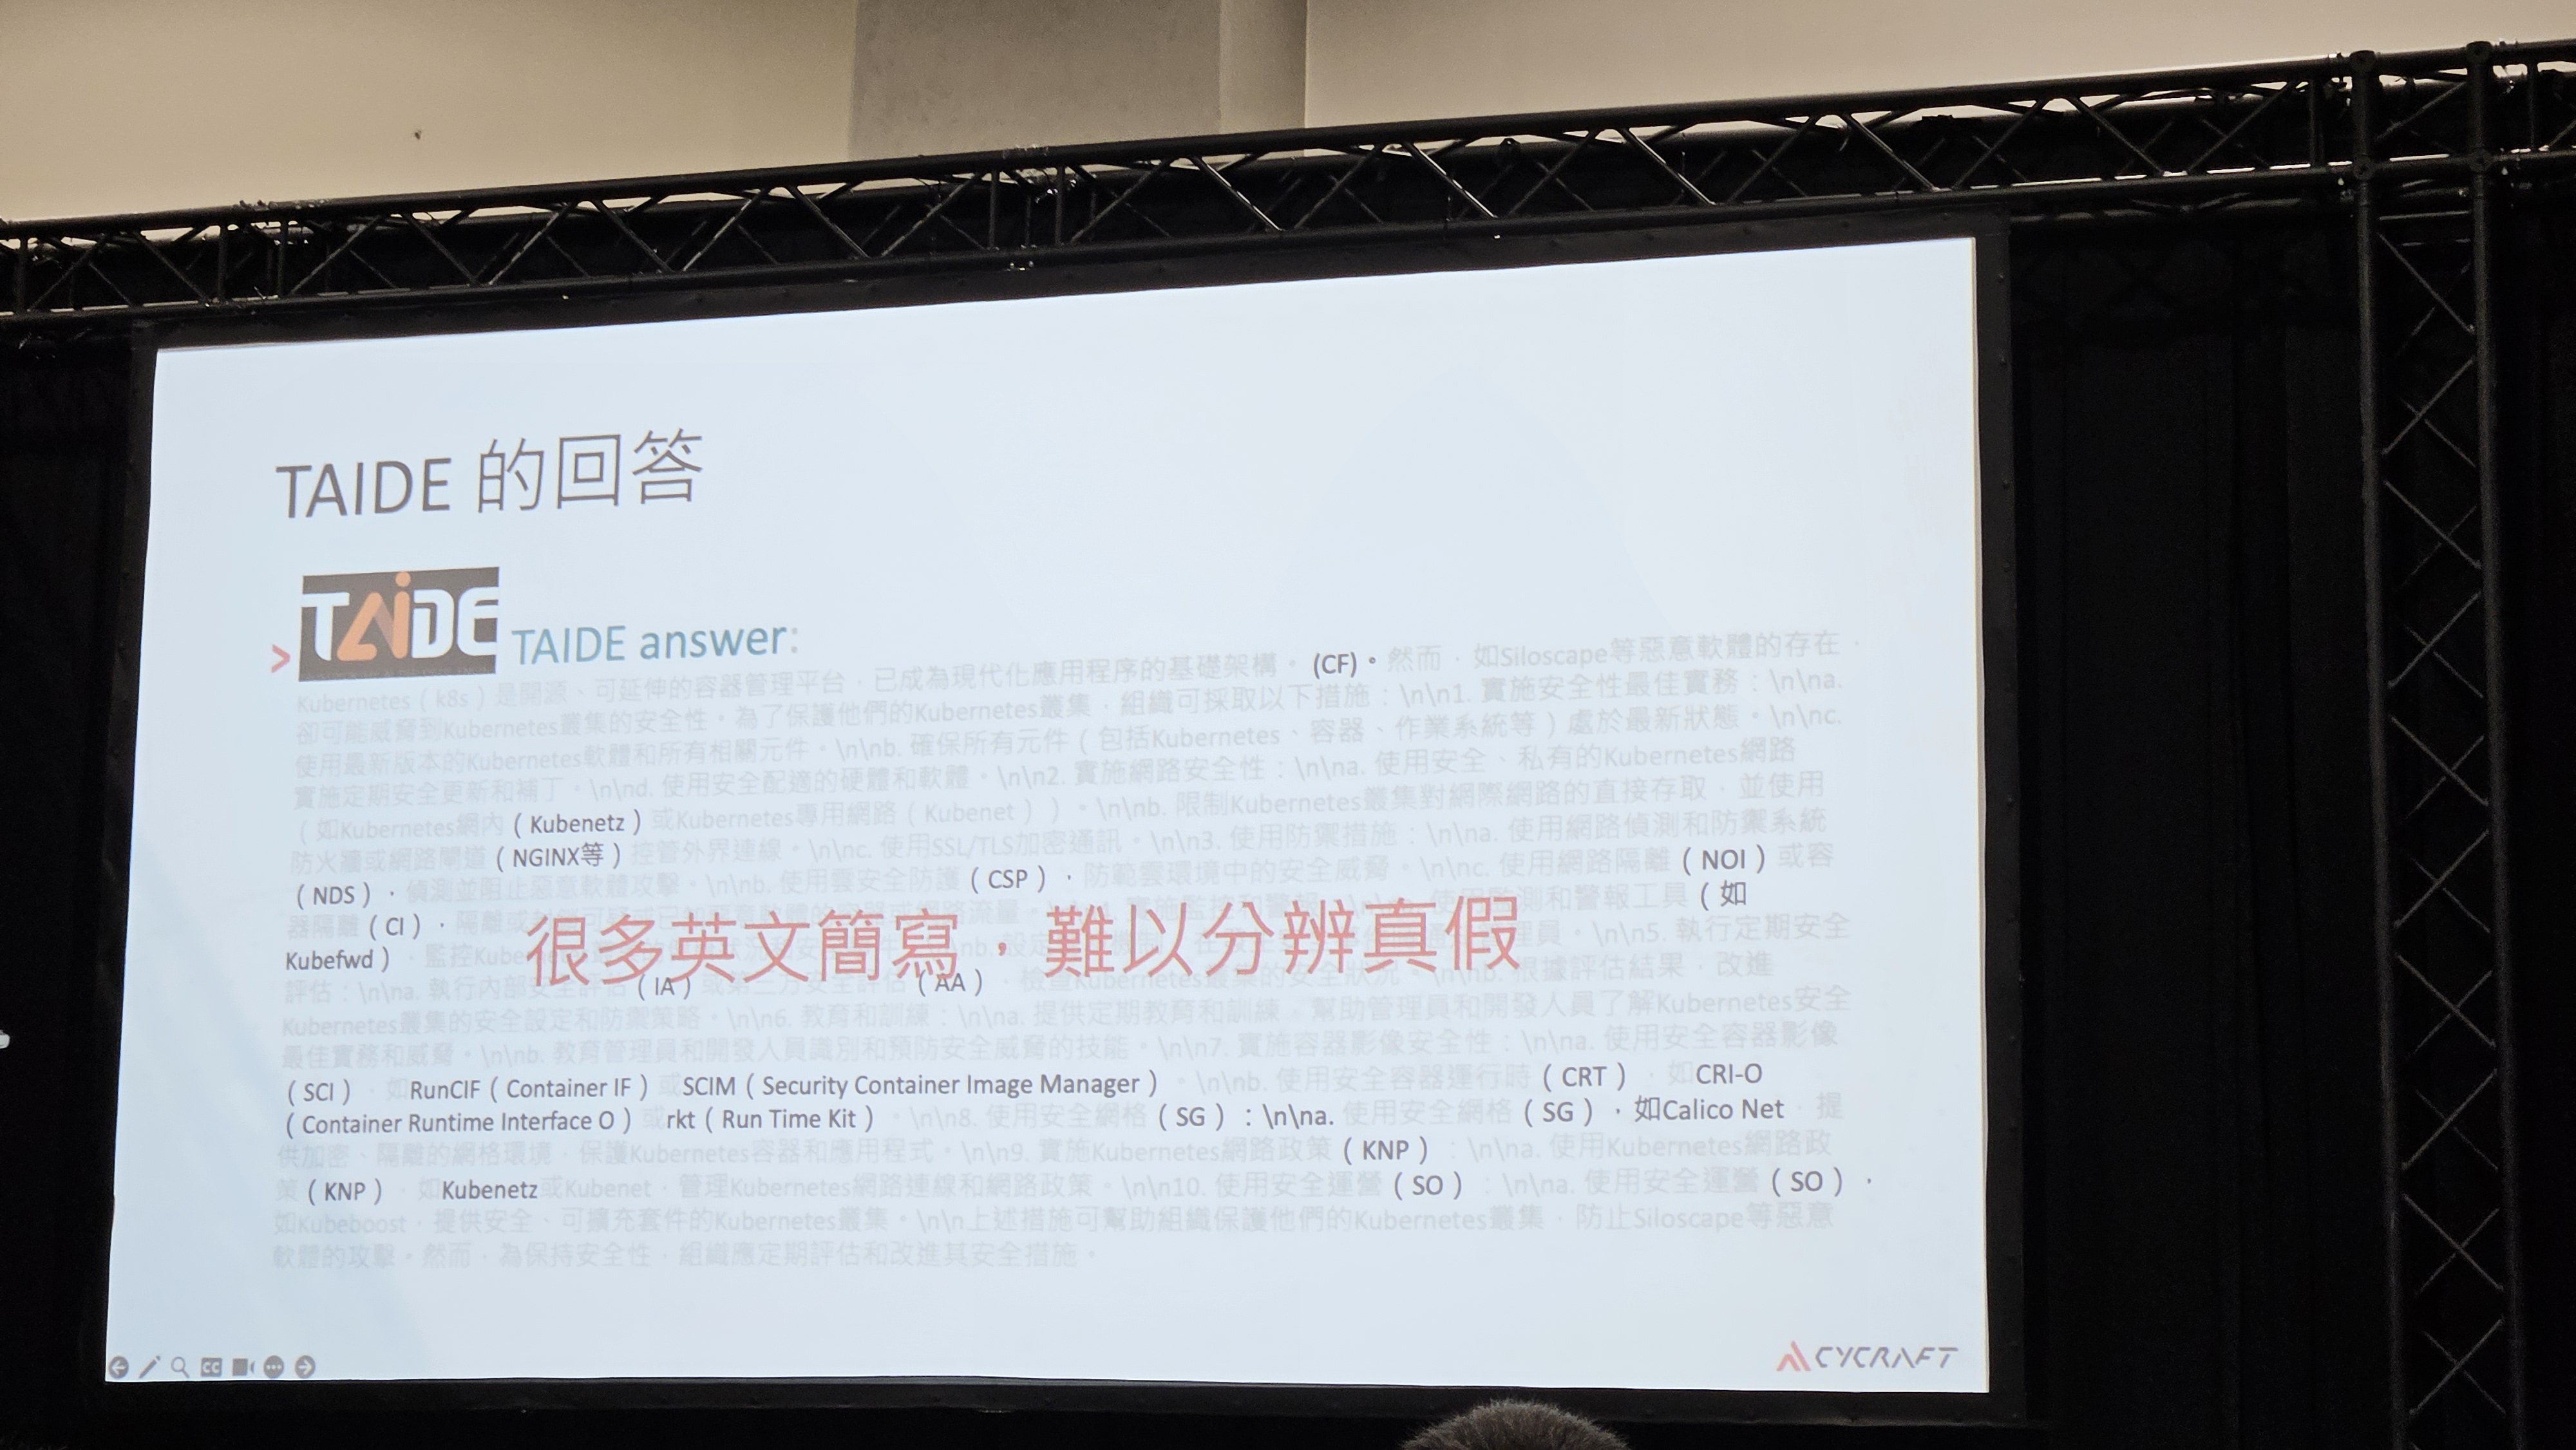 TAIDE 的回答
TAIDE
> TAIDE answer:
Kubernetes（k8s）是開源、可延伸的容器管理平台，已成為現代化應用程序的基礎架構。 (CF)。然而，如Siloscape等惡意軟體的存在，
卻可能威脅到Kubernetes叢集的安全性。為了保護他們的Kubernetes叢集，組織可採取以下措施：\n\n1. 實施安全性最佳實務：\n\na.
使用最新版本的Kubernetes軟體和所有相關元件。\n\nb. 確保所有元件（包括Kubernetes、容器、作業系統等）處於最新狀態。\n\nc.
實施定期安全更新和補丁。\n\nd. 使用安全配適的硬體和軟體。\n\n2. 實施網路安全性：\n\na. 使用安全、私有的Kubernetes網路
（如Kubernetes網內（Kubenetz）或Kubernetes專用網路（Kubenet））。\n\nb. 限制Kubernetes叢集對網際網路的直接存取，並使用
防火牆或網路閘道（NGINX等）控管外界連線。\n\nc. 使用SSL/TLS加密通訊。\n\n3. 使用防禦措施：\n\na. 使用網路偵測和防禦系統
（NDS），偵測並阻止惡意軟體攻擊。\n\nb. 使用雲安全防護（CSP），防範雲環境中的安全威脅。\n\nc. 使用網路隔離（NOI）或容
器隔離（CI），隔離或 網路流量。 使用監測和警報工具（如
Kubefwd），監控 \n\n5. 執行定期安全
很多英文簡寫，難以分辨真假
評估：\n\na. 執行內部安全評估（IA）或第三方安全評估（AA），檢查Kubernetes叢集的安全狀況。\n\nb. 根據評估結果，改進
Kubernetes叢集的安全設定和防禦策略。\n\n6. 教育和訓練：\n\na. 提供定期教育和訓練，幫助管理員和開發人員了解Kubernetes安全
最佳實務和威脅。\n\nb. 教育管理員和開發人員識別和預防安全威脅的技能。\n\n7. 實施容器影像安全性：\n\na. 使用安全容器影像
（SCI），如RunCIF（Container IF）或SCIM（Security Container Image Manager）。\n\nb. 使用安全容器運行時（CRT），如CRI-O
（Container Runtime Interface O）或rkt（Run Time Kit）。\n\n8. 使用安全網格（SG）：\n\na. 使用安全網格（SG），如Calico Net，提
供加密、隔離的網格環境，保護Kubernetes容器和應用程式。\n\n9. 實施Kubernetes網路政策（KNP）：\n\na. 使用Kubernetes網路政
策（KNP），如Kubenetz或Kubenet，管理Kubernetes網路連線和網路政策。\n\n10. 使用安全運營（SO）：\n\na. 使用安全運營（SO），
如Kubeboost，提供安全、可擴充套件的Kubernetes叢集。\n\n上述措施可幫助組織保護他們的Kubernetes叢集，防止Siloscape等惡意
軟體的攻擊。然而，為保持安全性，組織應定期評估和改進其安全措施。
CYCRAFT